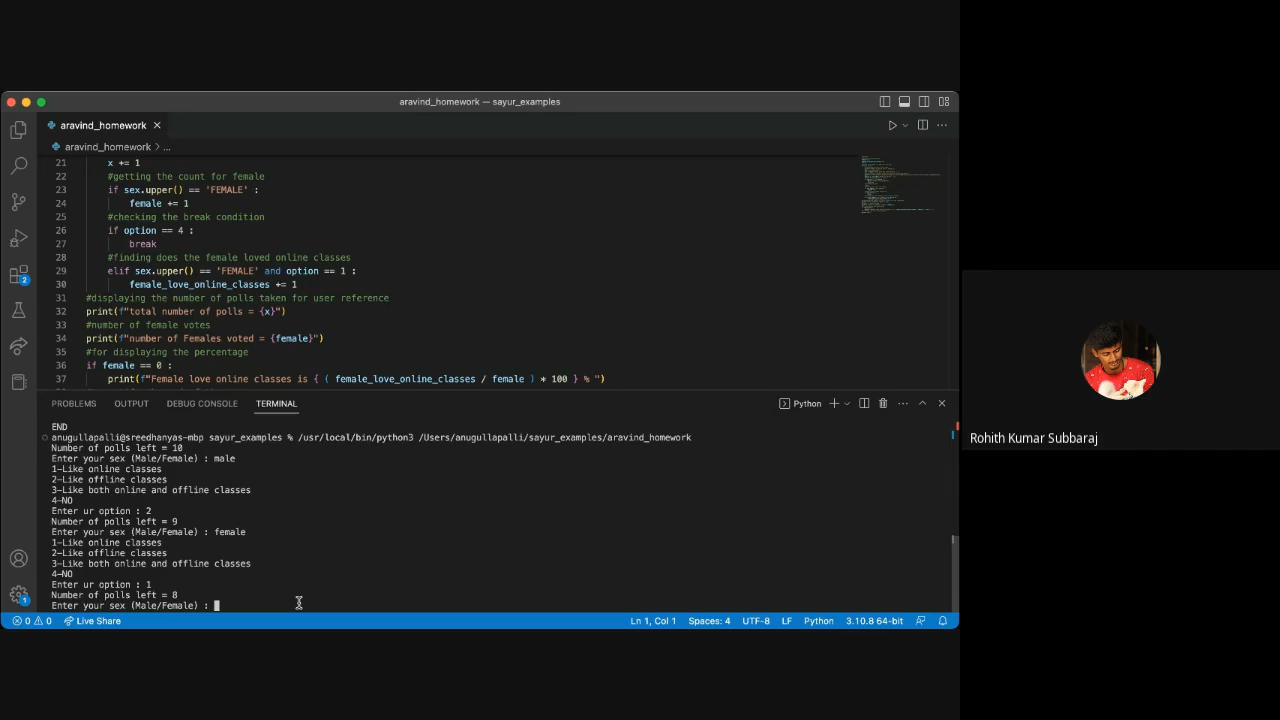 aravind_homework — sayur_examples
aravind_homework
aravind_homework > ...
21 x += 1
22 #getting the count for female
23 if sex.upper() == 'FEMALE' :
24 female += 1
25 #checking the break condition
26 if option == 4 :
27 break
28 #finding does the female loved online classes
29 elif sex.upper() == 'FEMALE' and option == 1 :
30 female_love_online_classes += 1
31 #displaying the number of polls taken for user reference
32 print(f"total number of polls = {x}")
33 #number of female votes
34 print(f"number of Females voted = {female}")
35 #for displaying the percentage
36 if female == 0 :
37 print(f"Female love online classes is { ( female_love_online_classes / female ) * 100 } % ")
PROBLEMS OUTPUT DEBUG CONSOLE TERMINAL Python
END
anugullapalli@sreedhanyas-mbp sayur_examples % /usr/local/bin/python3 /Users/anugullapalli/sayur_examples/aravind_homework
Number of polls left = 10
Enter your sex (Male/Female) : male
1-Like online classes
2-Like offline classes
3-Like both online and offline classes
4-NO
Enter ur option : 2
Number of polls left = 9
Enter your sex (Male/Female) : female
1-Like online classes
2-Like offline classes
3-Like both online and offline classes
4-NO
Enter ur option : 1
Number of polls left = 8
Enter your sex (Male/Female) :
2
1
0 0 Live Share Ln 1, Col 1 Spaces: 4 UTF-8 LF Python 3.10.8 64-bit
Rohith Kumar Subbaraj